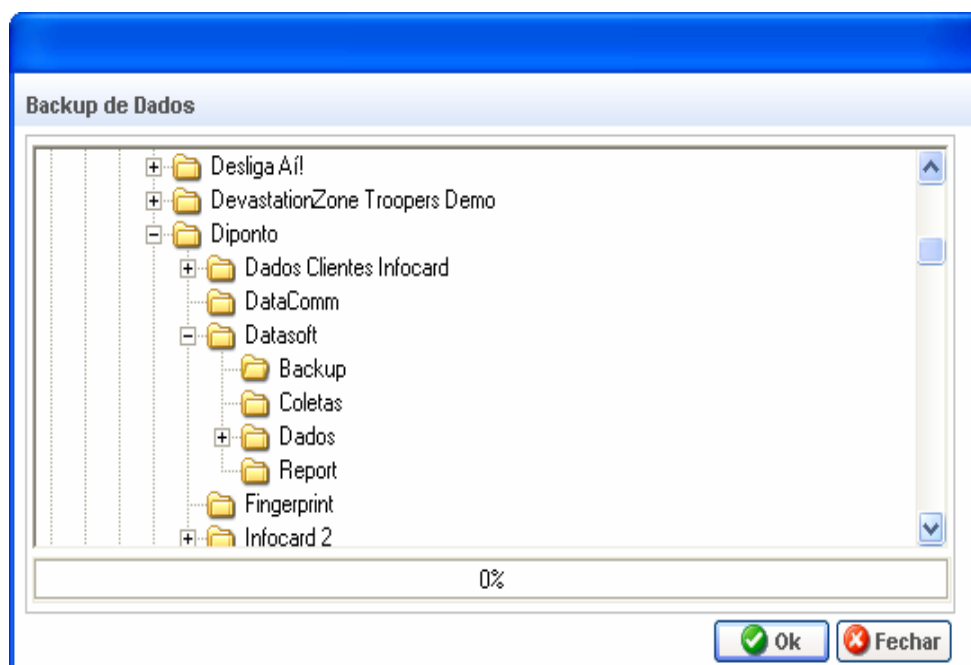 Backup de Dados
Desliga Aí!
DevastationZone Troopers Demo
Diponto
Dados Clientes Infocard
DataComm
Datasoft
Backup
Coletas
Dados
Report
Fingerprint
Infocard 2
0%
Ok Fechar